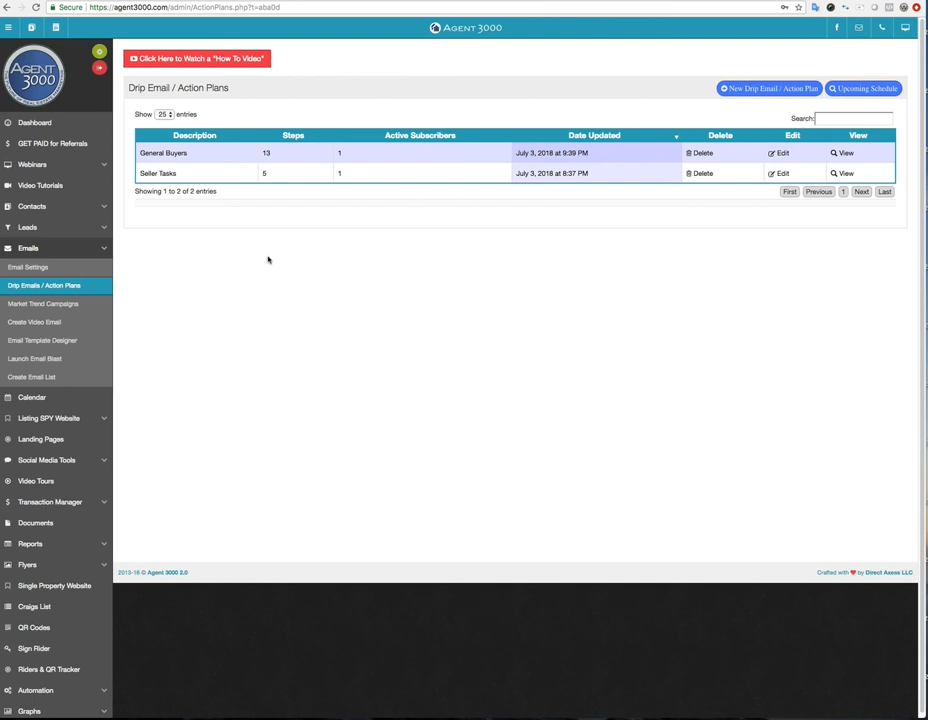 Secure https://agent3000.com/admin/ActionPlans.php?t=aba0d
AGENT3000
AGENT
3000
Click Here to Watch a "How To Video"
Drip Email / Action Plans
New Drip Email / Action Plan
Upcoming Schedule
Show 25 entries
Search:
Description Steps Active Subscribers Date Updated Delete Edit View
General Buyers 13 1 July 3, 2018 at 9:39 PM Delete Edit View
Seller Tasks 5 1 July 3, 2018 at 8:37 PM Delete Edit View
Showing 1 to 2 of 2 entries
First Previous 1 Next Last
Dashboard
GET PAID for Referrals
Webinars
Video Tutorials
Contacts
Leads
Emails
Email Settings
Drip Emails / Action Plans
Market Trend Campaigns
Create Video Email
Email Template Designer
Launch Email Blast
Create Email List
Calendar
Listing SPY Website
Landing Pages
Social Media Tools
Video Tours
Transaction Manager
Documents
Reports
Flyers
Single Property Website
Craigs List
QR Codes
Sign Rider
Riders & QR Tracker
Automation
Graphs
2013-18 © Agent 3000 2.0
Crafted with ❤ by Direct Axess LLC